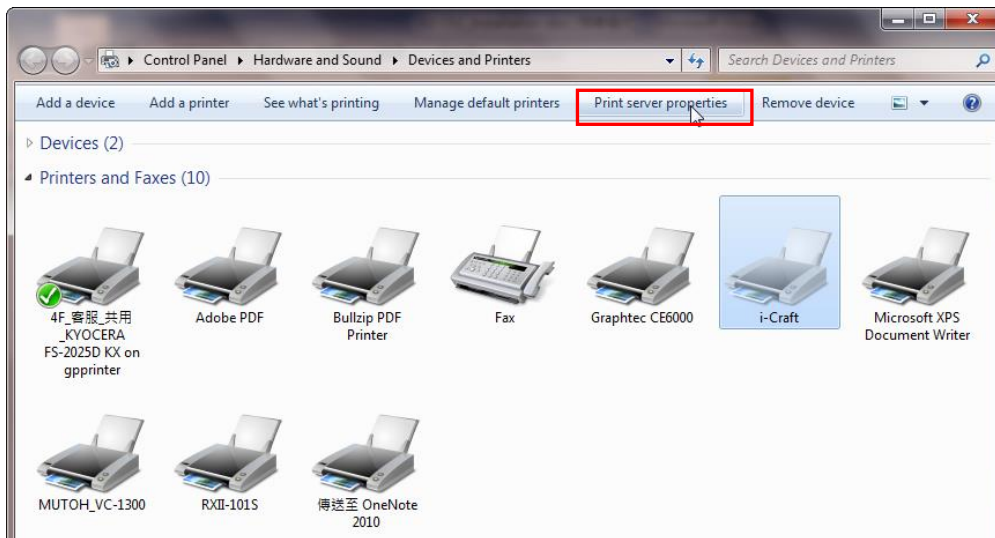 Control Panel ▸ Hardware and Sound ▸ Devices and Printers
Search Devices and Printers
Add a device Add a printer See what's printing Manage default printers Print server properties Remove device
Devices (2)
Printers and Faxes (10)
4F_客服_共用
_KYOCERA
FS-2025D KX on
gpprinter
Adobe PDF
Bullzip PDF
Printer
Fax
Graphtec CE6000
i-Craft
Microsoft XPS
Document Writer
MUTOH_VC-1300
RXII-101S
傳送至 OneNote
2010